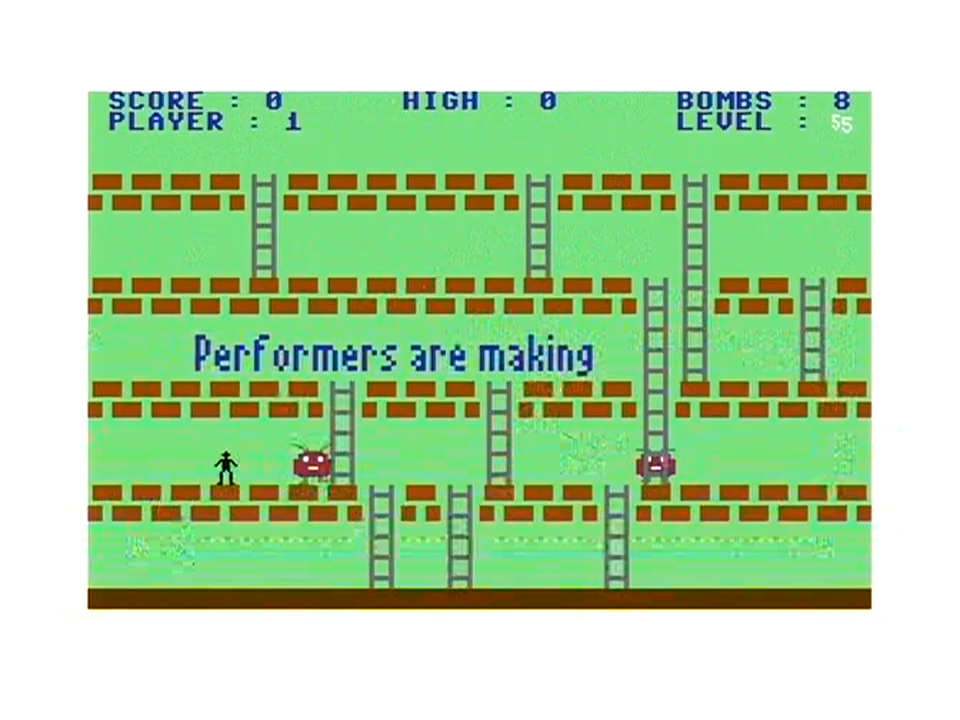 SCORE : 0 HIGH : 0 BOMBS : 8
PLAYER : 1 LEVEL : 55
Performers are making